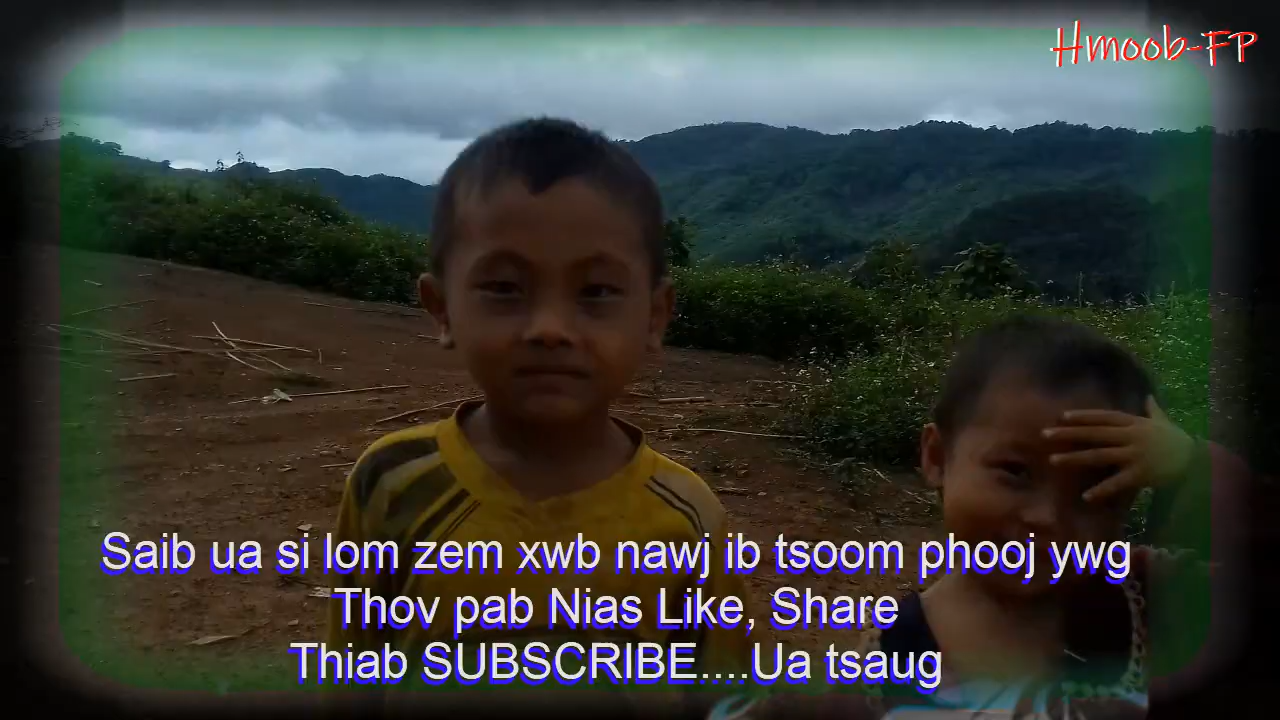 Hmoob-FP
Saib ua si lom zem xwb nawj ib tsoom phooj ywg
Thov pab Nias Like, Share
Thiab SUBSCRIBE....Ua tsaug